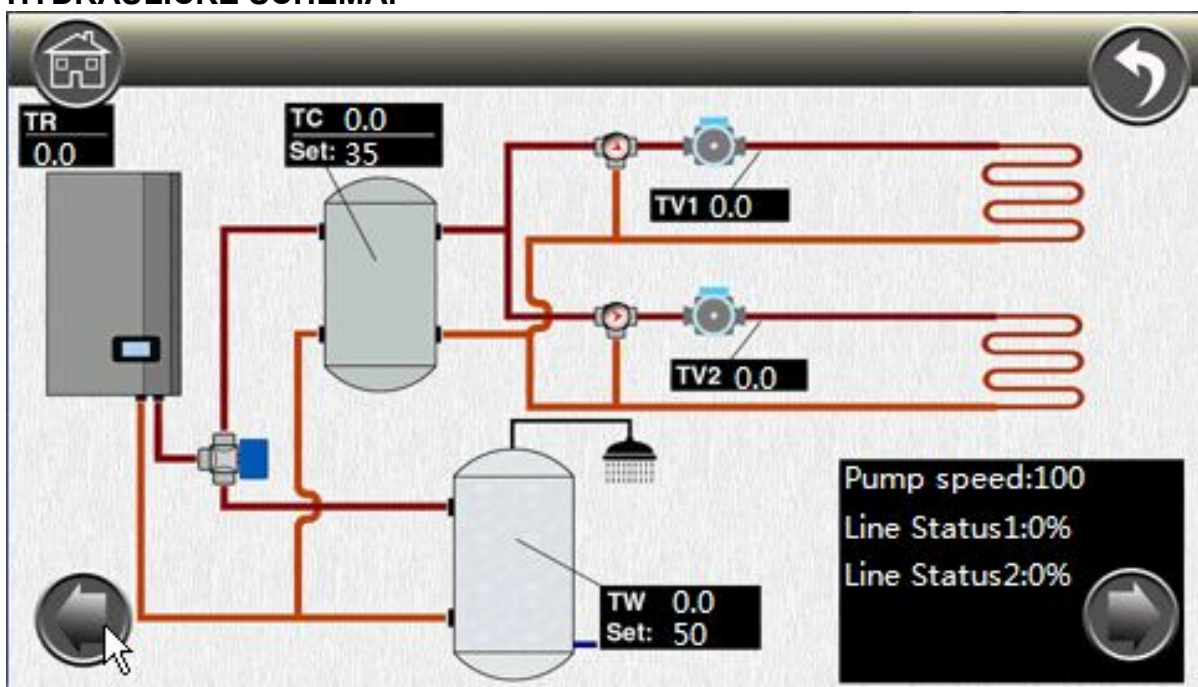 TR
0.0
TC 0.0
Set: 35
TV1 0.0
TV2 0.0
Pump speed:100
Line Status1:0%
Line Status2:0%
TW 0.0
Set: 50